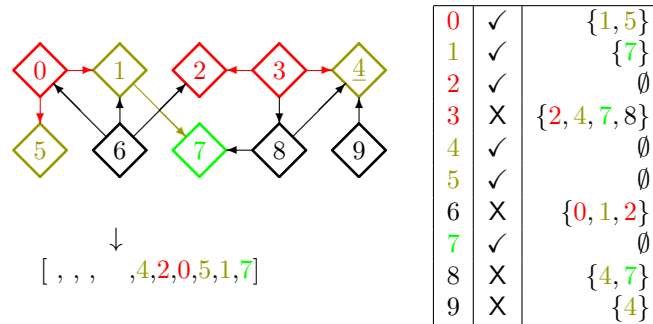 0 1 2 3 4
5 6 7 8 9
↓
[ , , , ,4,2,0,5,1,7]
0 ✓ {1, 5}
1 ✓ {7}
2 ✓ ∅
3 X {2, 4, 7, 8}
4 ✓ ∅
5 ✓ ∅
6 X {0, 1, 2}
7 ✓ ∅
8 X {4, 7}
9 X {4}